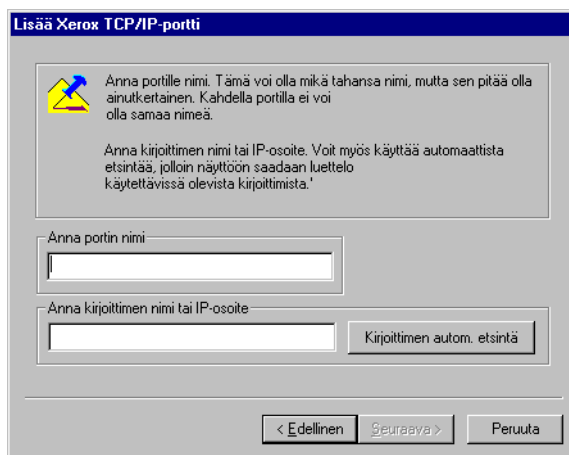 Lisää Xerox TCP/IP-portti
Anna portille nimi. Tämä voi olla mikä tahansa nimi, mutta sen pitää olla
ainutkertainen. Kahdella portilla ei voi
olla samaa nimeä.
Anna kirjoittimen nimi tai IP-osoite. Voit myös käyttää automaattista
etsintää, jolloin näyttöön saadaan luettelo
käytettävissä olevista kirjoittimista.'
Anna portin nimi
Anna kirjoittimen nimi tai IP-osoite
Kirjoittimen autom. etsintä
< Edellinen
Seuraava >
Peruuta